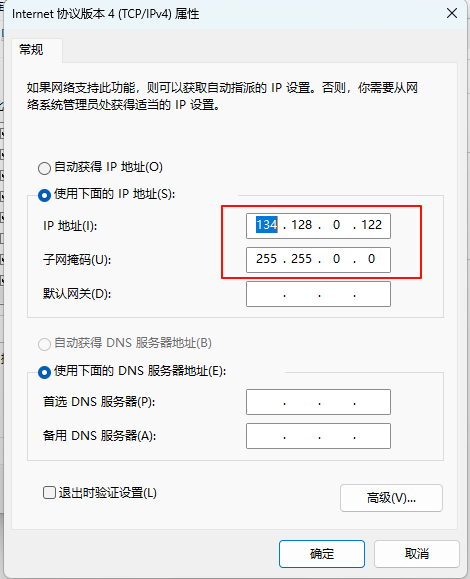 Internet 协议版本 4 (TCP/IPv4) 属性
常规
如果网络支持此功能，则可以获取自动指派的 IP 设置。否则，你需要从网
络系统管理员处获得适当的 IP 设置。
自动获得 IP 地址(O)
使用下面的 IP 地址(S):
IP 地址(I): 134 . 128 . 0 . 122
子网掩码(U): 255 . 255 . 0 . 0
默认网关(D): . . .
自动获得 DNS 服务器地址(B)
使用下面的 DNS 服务器地址(E):
首选 DNS 服务器(P): . . .
备用 DNS 服务器(A): . . .
退出时验证设置(L)
高级(V)...
确定 取消